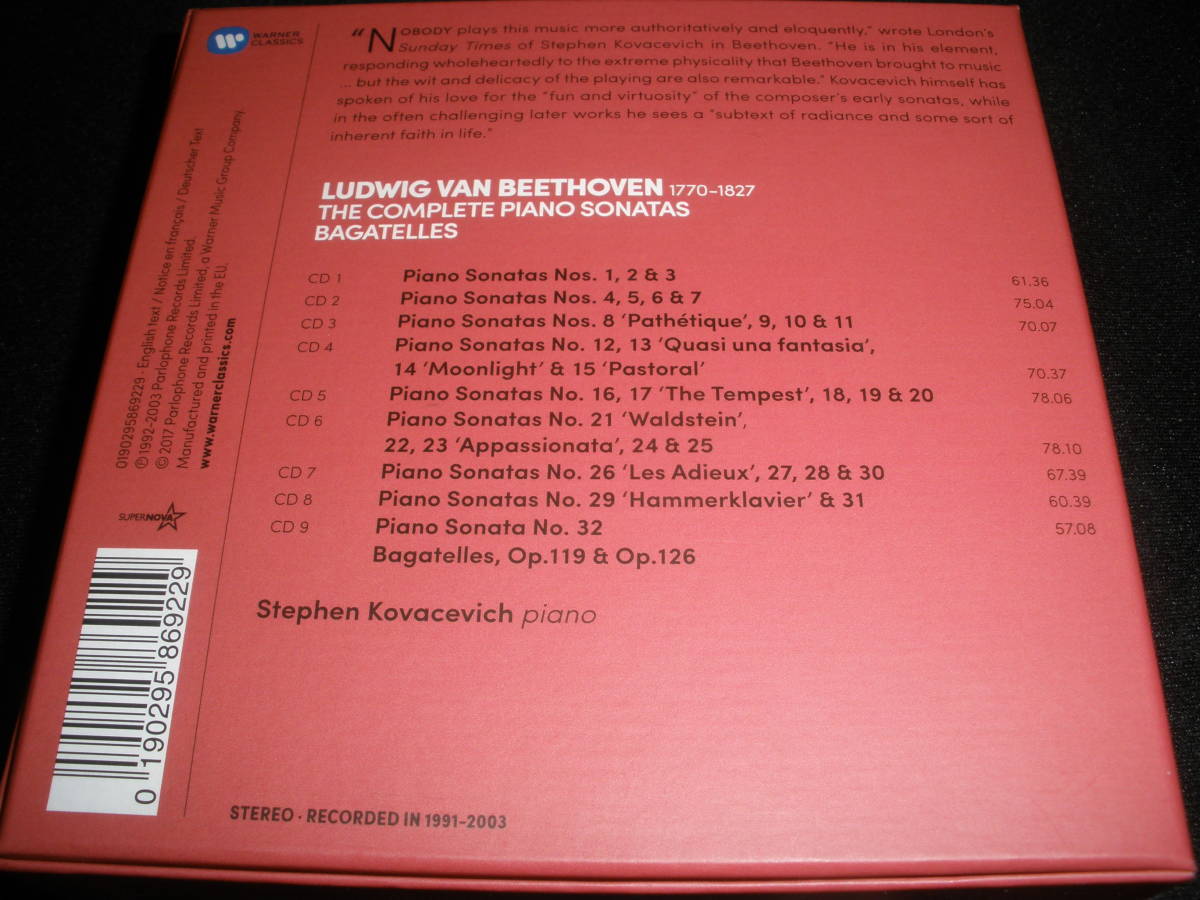 WARNER
CLASSICS
“NOBODY plays this music more authoritatively and eloquently,” wrote London's
Sunday Times of Stephen Kovacevich in Beethoven. “He is in his element,
responding wholeheartedly to the extreme physicality that Beethoven brought to music
... but the wit and delicacy of the playing are also remarkable.” Kovacevich himself has
spoken of his love for the “fun and virtuosity” of the composer's early sonatas, while
in the often challenging later works he sees a “subtext of radiance and some sort of
inherent faith in life.”
LUDWIG VAN BEETHOVEN 1770–1827
THE COMPLETE PIANO SONATAS
BAGATELLES
CD 1 Piano Sonatas Nos. 1, 2 & 3 61.36
CD 2 Piano Sonatas Nos. 4, 5, 6 & 7 75.04
CD 3 Piano Sonatas Nos. 8 ‘Pathétique’, 9, 10 & 11 70.07
CD 4 Piano Sonatas No. 12, 13 ‘Quasi una fantasia’,
14 ‘Moonlight’ & 15 ‘Pastoral’ 70.37
CD 5 Piano Sonatas No. 16, 17 ‘The Tempest’, 18, 19 & 20 78.06
CD 6 Piano Sonatas No. 21 ‘Waldstein’,
22, 23 ‘Appassionata’, 24 & 25 78.10
CD 7 Piano Sonatas No. 26 ‘Les Adieux’, 27, 28 & 30 67.39
CD 8 Piano Sonatas No. 29 ‘Hammerklavier’ & 31 60.39
CD 9 Piano Sonata No. 32 57.08
Bagatelles, Op.119 & Op.126
Stephen Kovacevich piano
STEREO · RECORDED IN 1991–2003
0190295869229 · English text / Notice en français / Deutscher Text
℗ 1992–2003 Parlophone Records Limited.
© 2017 Parlophone Records Limited, a Warner Music Group Company.
Manufactured and printed in the EU.
www.warnerclassics.com
SUPERNOVA
0 190295 869229